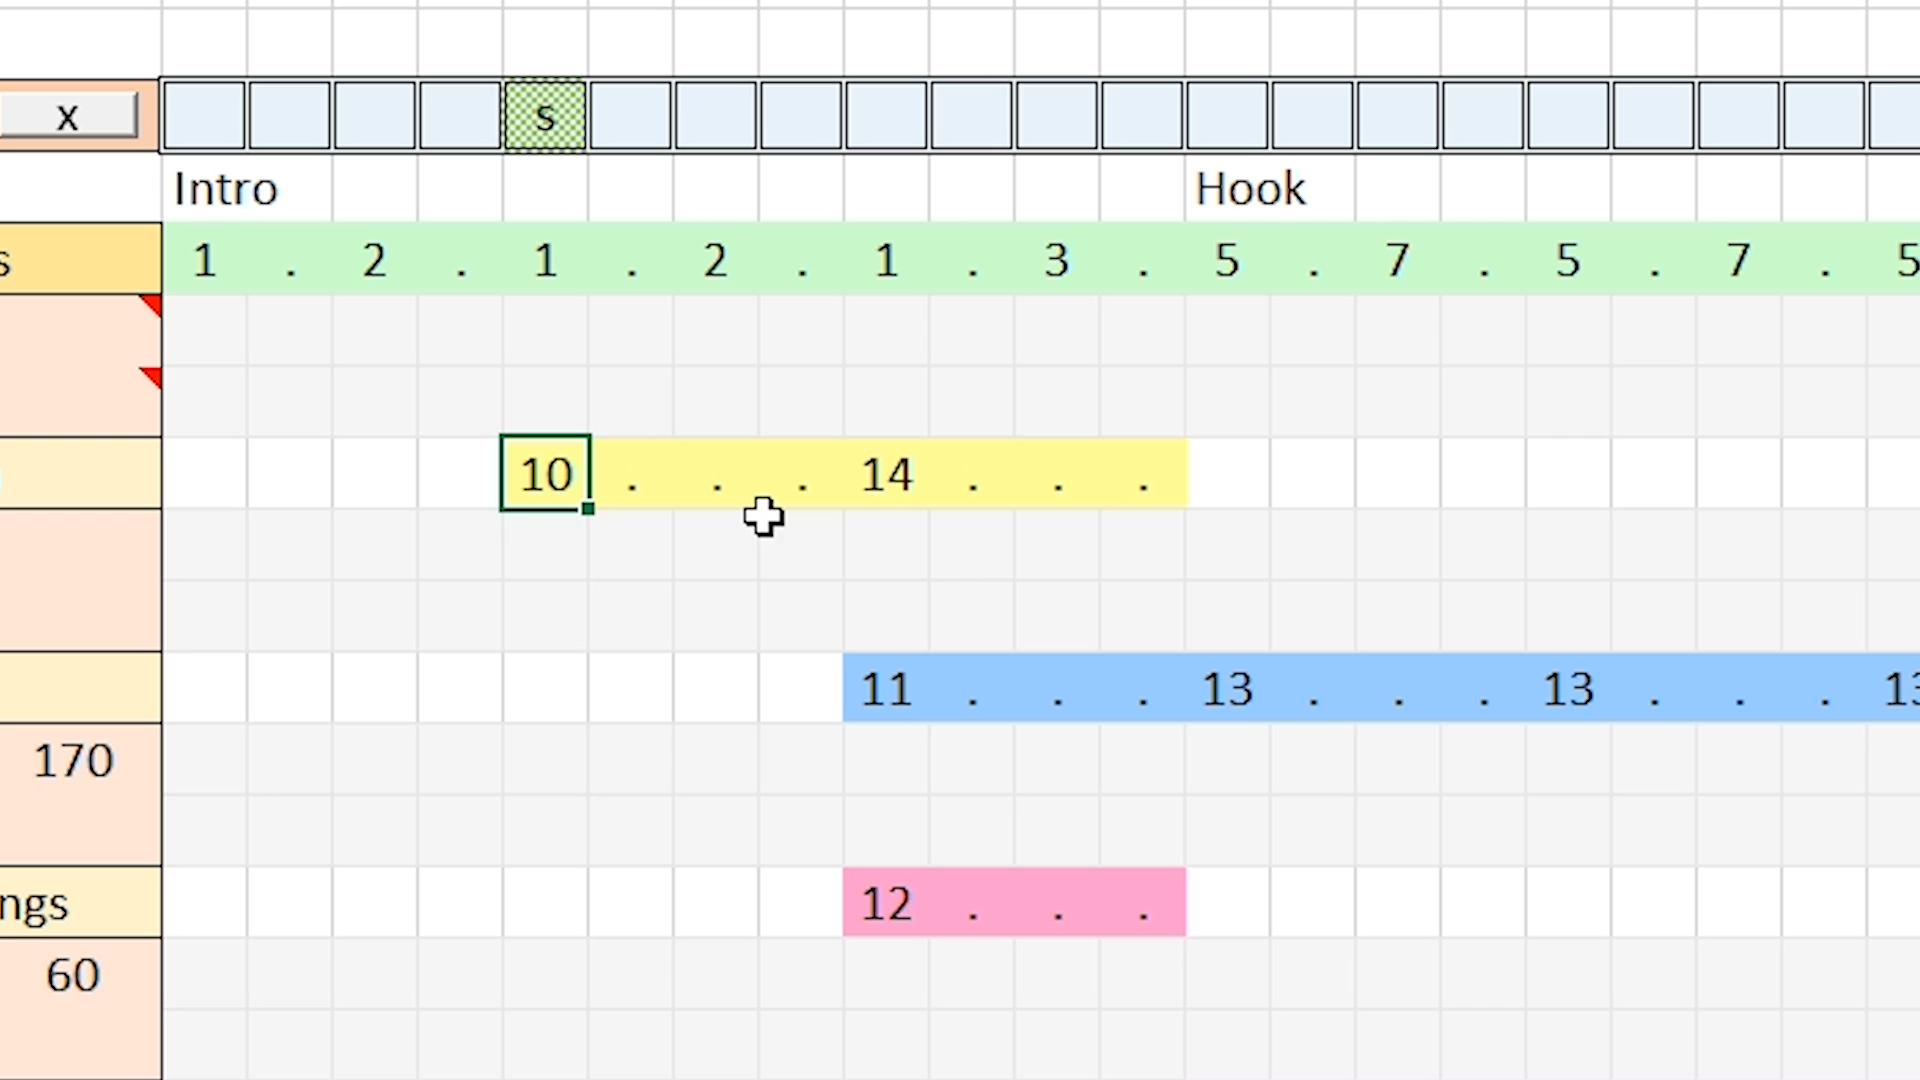 x s
Intro Hook
s 1 . 2 . 1 . 2 . 1 . 3 . 5 . 7 . 5 . 7 . 5
10 . . . 14 . . .
11 . . . 13 . . . 13 . . . 13
170
ngs 12 . . .
60